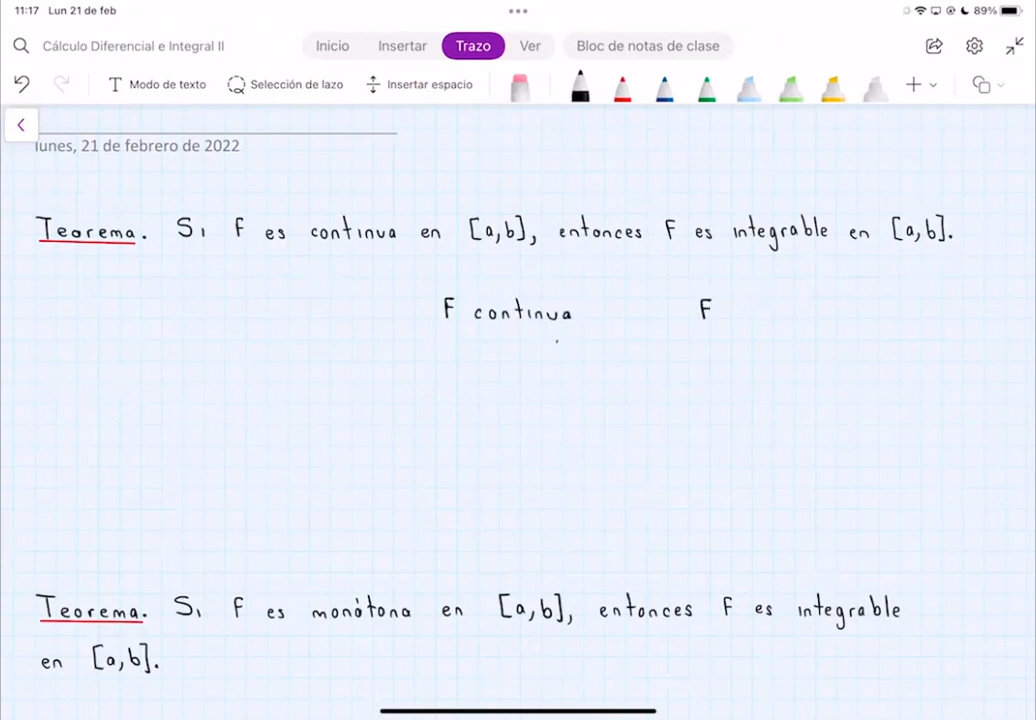 11:17 Lun 21 de feb 89%
Cálculo Diferencial e Integral II Inicio Insertar Trazo Ver Bloc de notas de clase
Modo de texto Selección de lazo Insertar espacio
lunes, 21 de febrero de 2022
Teorema. Si f es continua en [a,b], entonces f es integrable en [a,b].
f continua f
Teorema. Si f es monótona en [a,b], entonces f es integrable
en [a,b].